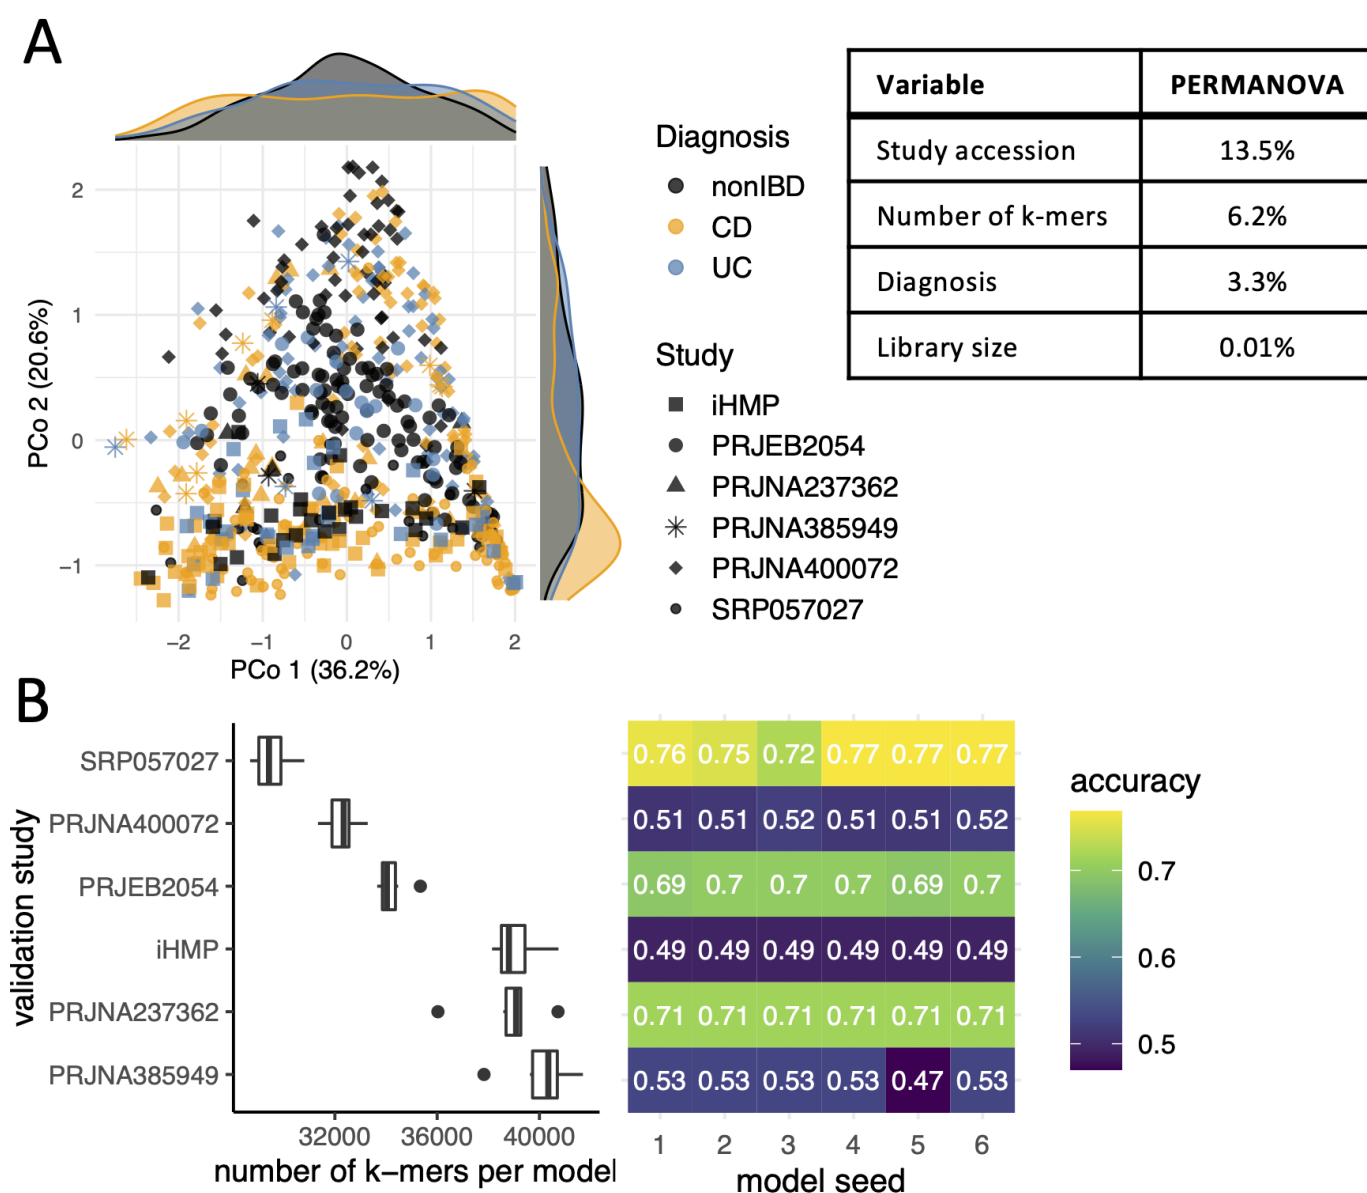 A
2
1
0
−1
PCo 2 (20.6%)
−2 −1 0 1 2
PCo 1 (36.2%)
Diagnosis
nonIBD
CD
UC
Study
iHMP
PRJEB2054
PRJNA237362
PRJNA385949
PRJNA400072
SRP057027
Variable PERMANOVA
Study accession 13.5%
Number of k-mers 6.2%
Diagnosis 3.3%
Library size 0.01%
B
validation study
SRP057027
PRJNA400072
PRJEB2054
iHMP
PRJNA237362
PRJNA385949
32000 36000 40000
number of k−mers per model
0.76 0.75 0.72 0.77 0.77 0.77
0.51 0.51 0.52 0.51 0.51 0.52
0.69 0.7 0.7 0.7 0.69 0.7
0.49 0.49 0.49 0.49 0.49 0.49
0.71 0.71 0.71 0.71 0.71 0.71
0.53 0.53 0.53 0.53 0.47 0.53
1 2 3 4 5 6
model seed
accuracy
0.7
0.6
0.5